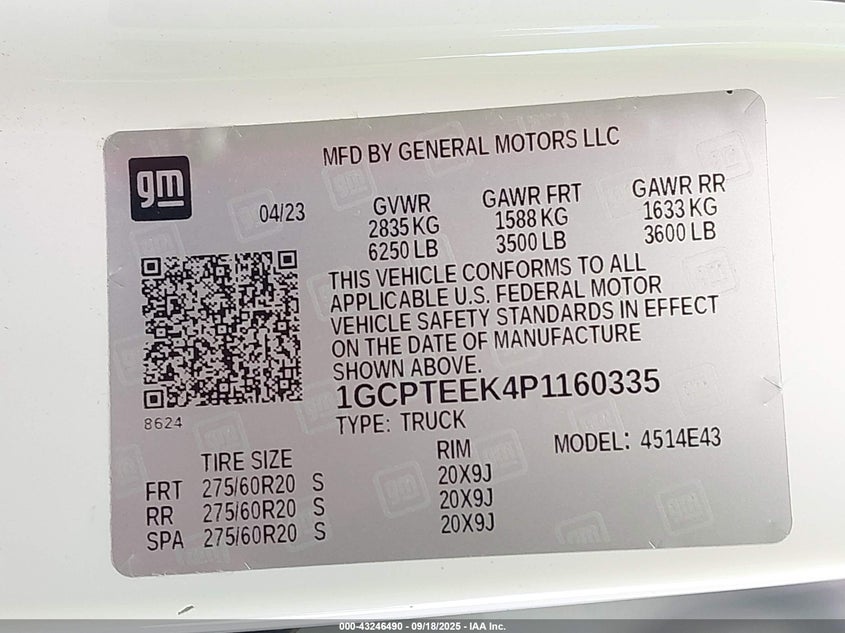 MFD BY GENERAL MOTORS LLC
gm
04/23
GVWR GAWR FRT GAWR RR
2835 KG 1588 KG 1633 KG
6250 LB 3500 LB 3600 LB
THIS VEHICLE CONFORMS TO ALL
APPLICABLE U.S. FEDERAL MOTOR
VEHICLE SAFETY STANDARDS IN EFFECT
ON THE DATE OF MANUFACTURE
SHOWN ABOVE.
1GCPTEEK4P1160335
8624
TYPE: TRUCK
MODEL: 4514E43
TIRE SIZE RIM
FRT 275/60R20 S 20X9J
RR 275/60R20 S 20X9J
SPA 275/60R20 S 20X9J
000-43246490 - 09/18/2025 - IAA Inc.